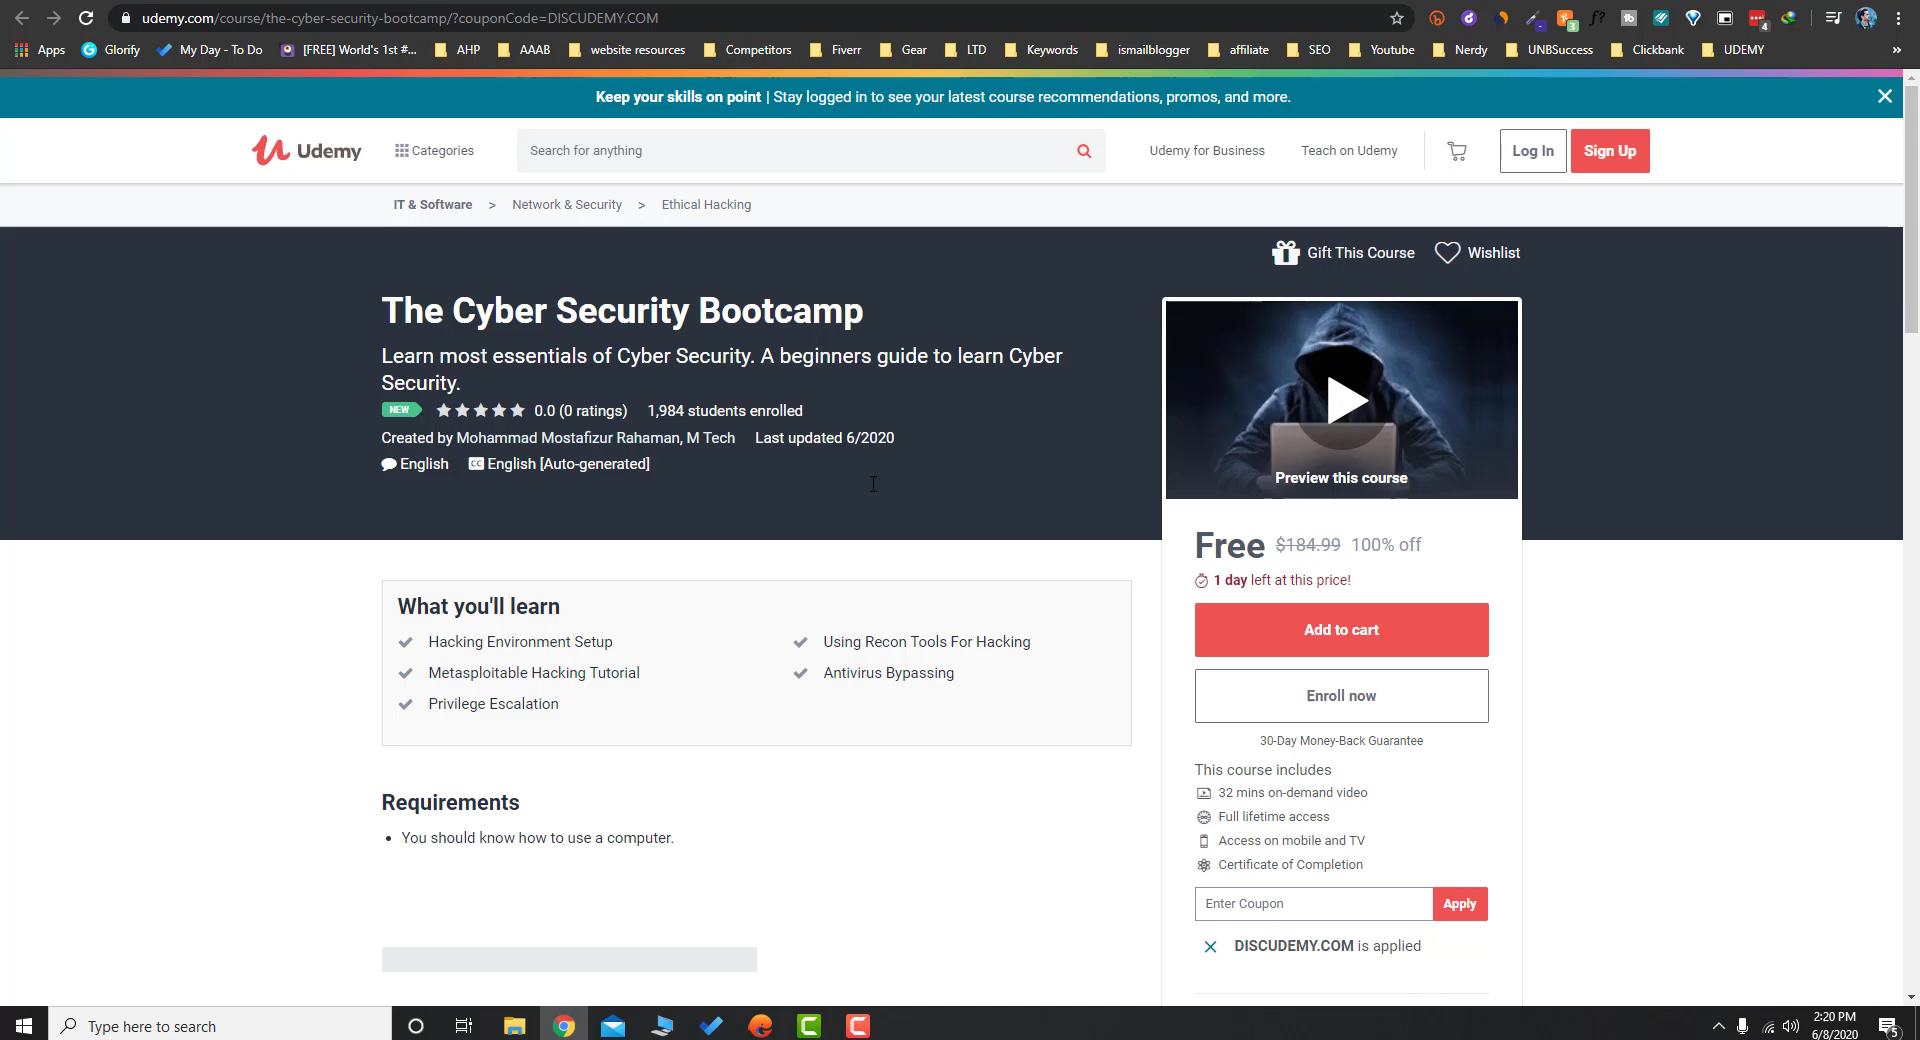 udemy.com/course/the-cyber-security-bootcamp/?couponCode=DISCUDEMY.COM
Apps Glorify My Day - To Do [FREE] World's 1st #... AHP AAAB website resources Competitors Fiverr Gear LTD Keywords ismailblogger affiliate SEO Youtube Nerdy UNBSuccess Clickbank UDEMY »
Keep your skills on point | Stay logged in to see your latest course recommendations, promos, and more.
Udemy Categories Search for anything Udemy for Business Teach on Udemy Log In Sign Up
IT & Software > Network & Security > Ethical Hacking
Gift This Course Wishlist
The Cyber Security Bootcamp
Learn most essentials of Cyber Security. A beginners guide to learn Cyber
Security.
NEW 0.0 (0 ratings) 1,984 students enrolled
Created by Mohammad Mostafizur Rahaman, M Tech Last updated 6/2020
English CC English [Auto-generated]
Preview this course
Free $184.99 100% off
1 day left at this price!
Add to cart
Enroll now
30-Day Money-Back Guarantee
This course includes
32 mins on-demand video
Full lifetime access
Access on mobile and TV
Certificate of Completion
Enter Coupon Apply
DISCUDEMY.COM is applied
What you'll learn
Hacking Environment Setup Using Recon Tools For Hacking
Metasploitable Hacking Tutorial Antivirus Bypassing
Privilege Escalation
Requirements
• You should know how to use a computer.
Type here to search
2:20 PM
6/8/2020
5